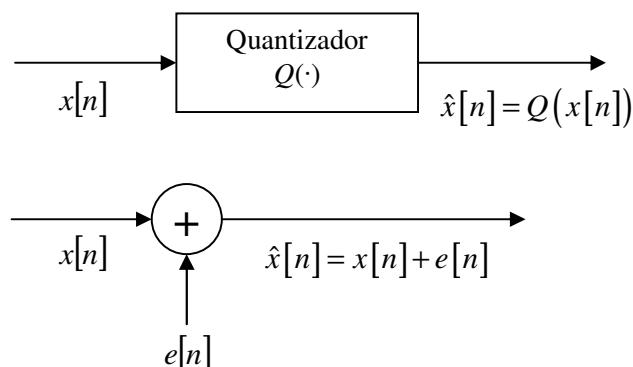 Quantizador
Q(·)
x[n]
x̂[n] = Q(x[n])
+
x[n]
x̂[n] = x[n] + e[n]
e[n]